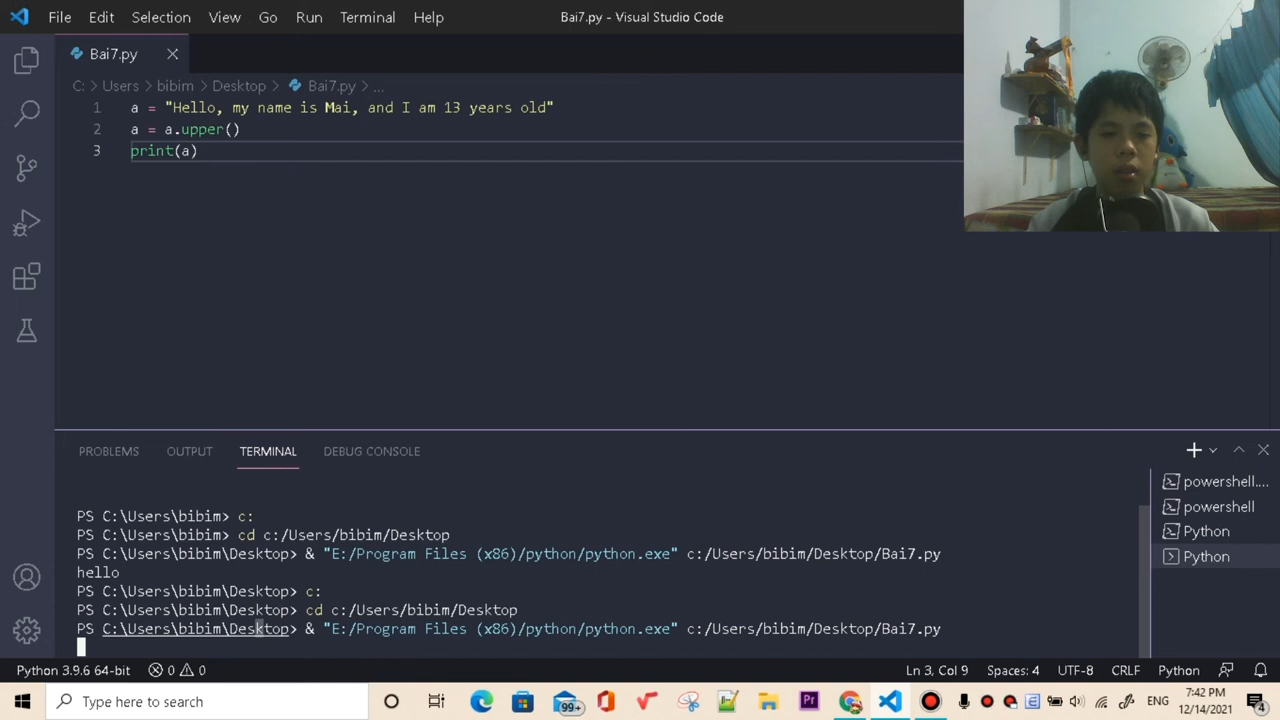 File Edit Selection View Go Run Terminal Help
Bai7.py - Visual Studio Code
Bai7.py
C: > Users > bibim > Desktop > Bai7.py > ...
1 a = "Hello, my name is Mai, and I am 13 years old"
2 a = a.upper()
3 print(a)
PROBLEMS OUTPUT TERMINAL DEBUG CONSOLE
PS C:\Users\bibim> c:
PS C:\Users\bibim> cd c:/Users/bibim/Desktop
PS C:\Users\bibim\Desktop> & "E:/Program Files (x86)/python/python.exe" c:/Users/bibim/Desktop/Bai7.py
hello
PS C:\Users\bibim\Desktop> c:
PS C:\Users\bibim\Desktop> cd c:/Users/bibim/Desktop
PS C:\Users\bibim\Desktop> & "E:/Program Files (x86)/python/python.exe" c:/Users/bibim/Desktop/Bai7.py
powershell....
powershell
Python
Python
Python 3.9.6 64-bit 0 0 Ln 3, Col 9 Spaces: 4 UTF-8 CRLF Python
Type here to search
99+
Pr
ENG
7:42 PM
12/14/2021
4